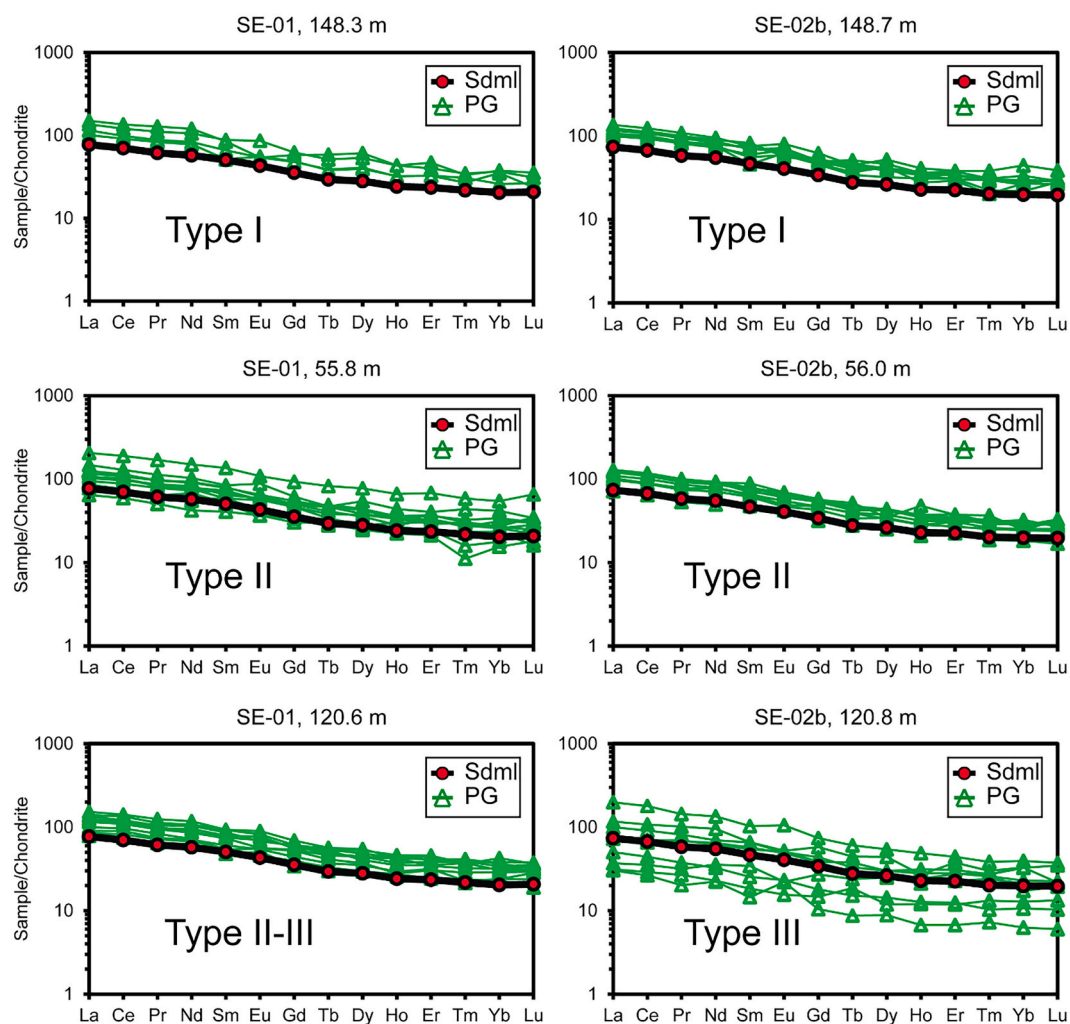 SE-01, 148.3 m
Sample/Chondrite
1000
100
10
1
Sdml
PG
Type I
La Ce Pr Nd Sm Eu Gd Tb Dy Ho Er Tm Yb Lu
SE-02b, 148.7 m
1000
100
10
1
Sdml
PG
Type I
La Ce Pr Nd Sm Eu Gd Tb Dy Ho Er Tm Yb Lu
SE-01, 55.8 m
Sample/Chondrite
1000
100
10
1
Sdml
PG
Type II
La Ce Pr Nd Sm Eu Gd Tb Dy Ho Er Tm Yb Lu
SE-02b, 56.0 m
1000
100
10
1
Sdml
PG
Type II
La Ce Pr Nd Sm Eu Gd Tb Dy Ho Er Tm Yb Lu
SE-01, 120.6 m
Sample/Chondrite
1000
100
10
1
Sdml
PG
Type II-III
La Ce Pr Nd Sm Eu Gd Tb Dy Ho Er Tm Yb Lu
SE-02b, 120.8 m
1000
100
10
1
Sdml
PG
Type III
La Ce Pr Nd Sm Eu Gd Tb Dy Ho Er Tm Yb Lu